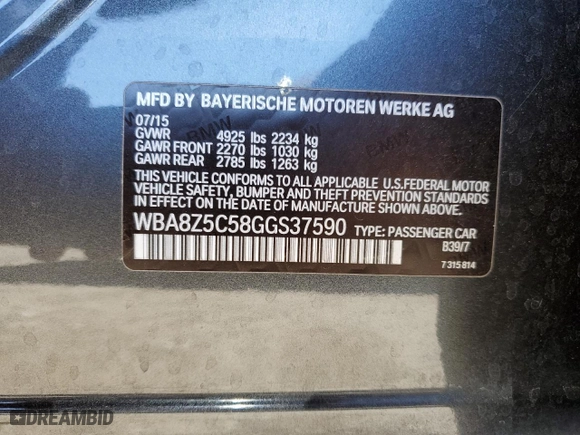 MFD BY BAYERISCHE MOTOREN WERKE AG
07/15
GVWR 4925 lbs 2234 kg
GAWR FRONT 2270 lbs 1030 kg
GAWR REAR 2785 lbs 1263 kg
THIS VEHICLE CONFORMS TO ALL APPLICABLE U.S.FEDERAL MOTOR
VEHICLE SAFETY, BUMPER AND THEFT PREVENTION STANDARDS
IN EFFECT ON THE DATE OF MANUFACTURE SHOWN ABOVE.
WBA8Z5C58GGS37590 TYPE: PASSENGER CAR
B39/7
7 315 814
DREAMBID